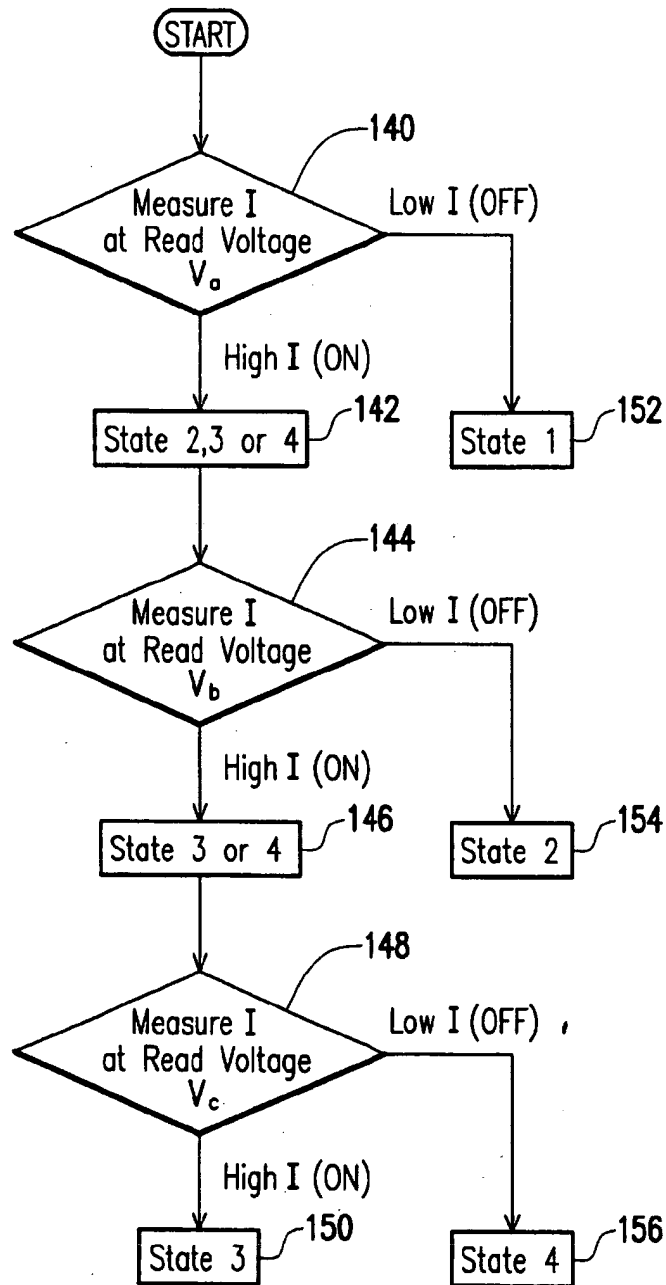 START
140
Measure I
at Read Voltage
Va
Low I (OFF)
High I (ON)
142
State 2,3 or 4
152
State 1
144
Measure I
at Read Voltage
Vb
Low I (OFF)
High I (ON)
146
State 3 or 4
154
State 2
148
Measure I
at Read Voltage
Vc
Low I (OFF)
High I (ON)
150
State 3
156
State 4